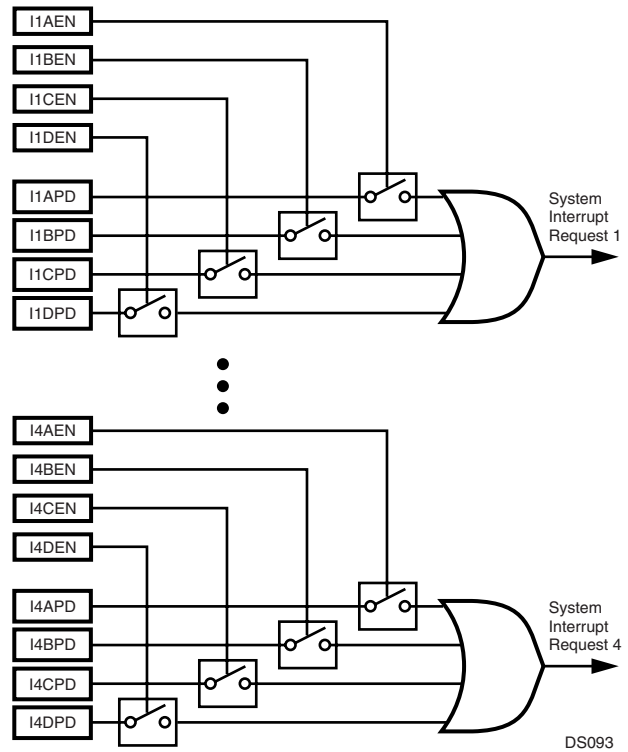 I1AEN
I1BEN
I1CEN
I1DEN
I1APD
I1BPD
I1CPD
I1DPD
System
Interrupt
Request 1
I4AEN
I4BEN
I4CEN
I4DEN
I4APD
I4BPD
I4CPD
I4DPD
System
Interrupt
Request 4
DS093